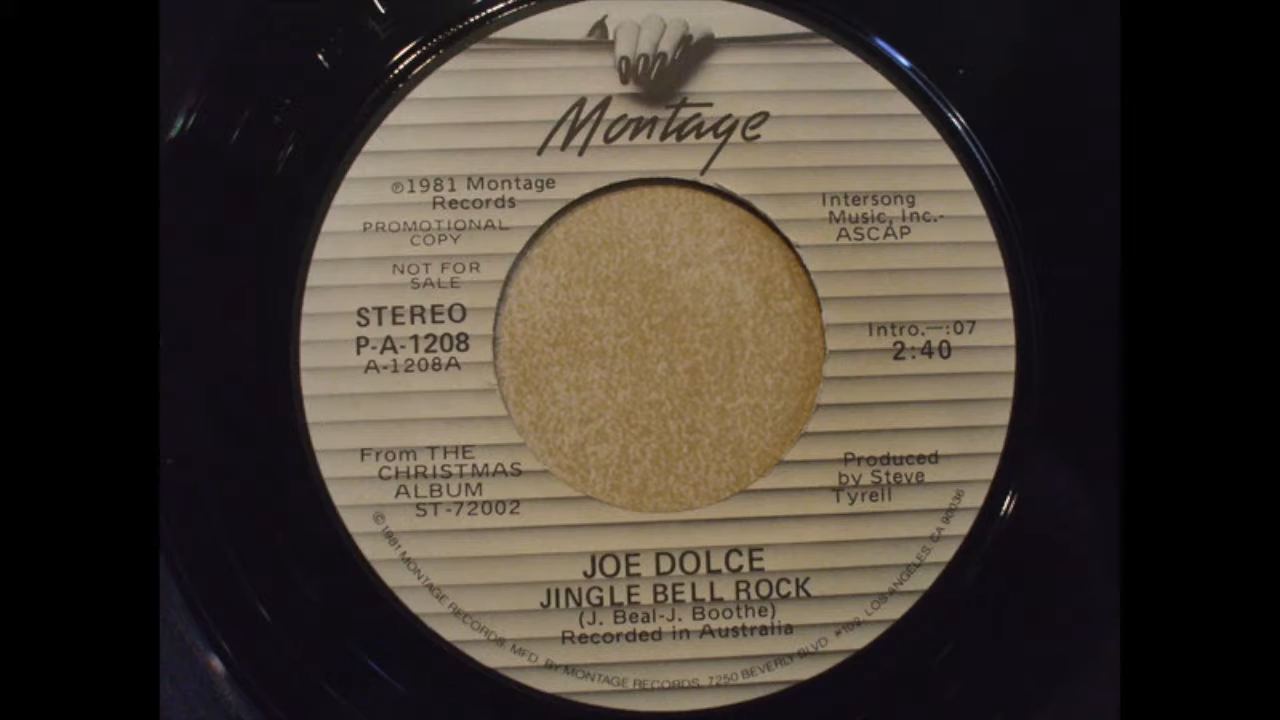 Montage
℗1981 Montage
Records
PROMOTIONAL
COPY
NOT FOR
SALE
STEREO
P-A-1208
A-1208A
Intersong
Music, Inc.-
ASCAP
Intro.—:07
2:40
From THE
CHRISTMAS
ALBUM
ST-72002
Produced
by Steve
Tyrell
JOE DOLCE
JINGLE BELL ROCK
(J. Beal-J. Boothe)
Recorded in Australia
©1981 MONTAGE RECORDS. MFD. BY MONTAGE RECORDS, 7250 BEVERLY BLVD. #109, LOS ANGELES, CA 90036